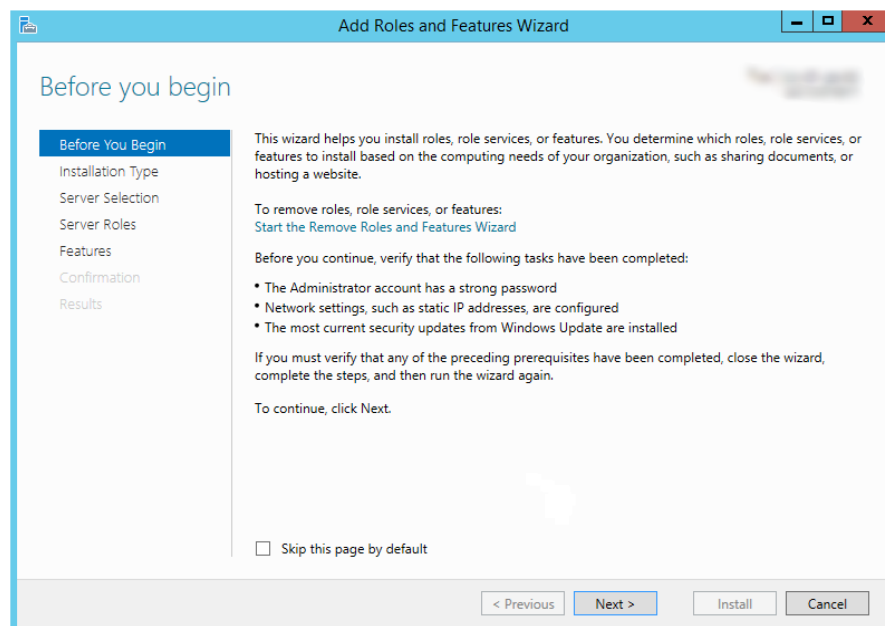 Add Roles and Features Wizard
Before you begin
Before You Begin
Installation Type
Server Selection
Server Roles
Features
Confirmation
Results
This wizard helps you install roles, role services, or features. You determine which roles, role services, or
features to install based on the computing needs of your organization, such as sharing documents, or
hosting a website.
To remove roles, role services, or features:
Start the Remove Roles and Features Wizard
Before you continue, verify that the following tasks have been completed:
• The Administrator account has a strong password
• Network settings, such as static IP addresses, are configured
• The most current security updates from Windows Update are installed
If you must verify that any of the preceding prerequisites have been completed, close the wizard,
complete the steps, and then run the wizard again.
To continue, click Next.
Skip this page by default
< Previous Next > Install Cancel